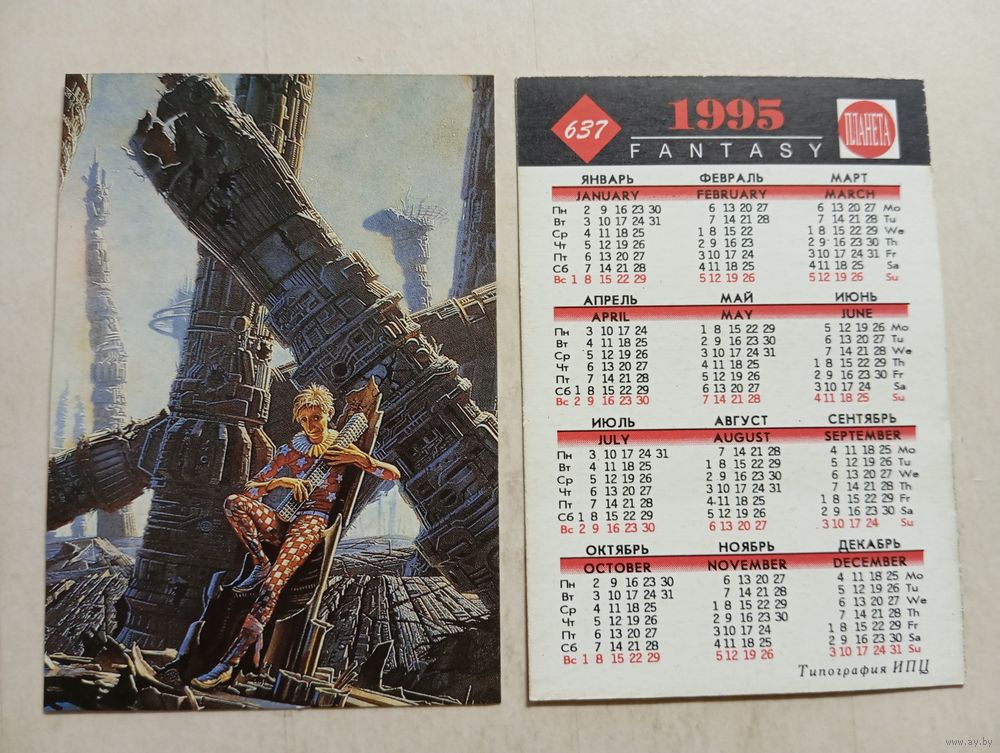 637 1995 ПЛАНЕТА
FANTASY
ЯНВАРЬ ФЕВРАЛЬ МАРТ
JANUARY FEBRUARY MARCH
Пн 2 9 16 23 30 6 13 20 27 6 13 20 27 Mo
Вт 3 10 17 24 31 7 14 21 28 7 14 21 28 Tu
Ср 4 11 18 25 1 8 15 22 1 8 15 22 29 We
Чт 5 12 19 26 2 9 16 23 2 9 16 23 30 Th
Пт 6 13 20 27 3 10 17 24 3 10 17 24 31 Fr
Сб 7 14 21 28 4 11 18 25 4 11 18 25 Sa
Вс 1 8 15 22 29 5 12 19 26 5 12 19 26 Su
АПРЕЛЬ МАЙ ИЮНЬ
APRIL MAY JUNE
Пн 3 10 17 24 1 8 15 22 29 5 12 19 26 Mo
Вт 4 11 18 25 2 9 16 23 30 6 13 20 27 Tu
Ср 5 12 19 26 3 10 17 24 31 7 14 21 28 We
Чт 6 13 20 27 4 11 18 25 1 8 15 22 29 Th
Пт 7 14 21 28 5 12 19 26 2 9 16 23 30 Fr
Сб 1 8 15 22 29 6 13 20 27 3 10 17 24 Sa
Вс 2 9 16 23 30 7 14 21 28 4 11 18 25 Su
ИЮЛЬ АВГУСТ СЕНТЯБРЬ
JULY AUGUST SEPTEMBER
Пн 3 10 17 24 31 7 14 21 28 4 11 18 25 Mo
Вт 4 11 18 25 1 8 15 22 29 5 12 19 26 Tu
Ср 5 12 19 26 2 9 16 23 30 6 13 20 27 We
Чт 6 13 20 27 3 10 17 24 31 7 14 21 28 Th
Пт 7 14 21 28 4 11 18 25 1 8 15 22 29 Fr
Сб 1 8 15 22 29 5 12 19 26 2 9 16 23 30 Sa
Вс 2 9 16 23 30 6 13 20 27 3 10 17 24 Su
ОКТЯБРЬ НОЯБРЬ ДЕКАБРЬ
OCTOBER NOVEMBER DECEMBER
Пн 2 9 16 23 30 6 13 20 27 4 11 18 25 Mo
Вт 3 10 17 24 31 7 14 21 28 5 12 19 26 Tu
Ср 4 11 18 25 1 8 15 22 29 6 13 20 27 We
Чт 5 12 19 26 2 9 16 23 30 7 14 21 28 Th
Пт 6 13 20 27 3 10 17 24 1 8 15 22 29 Fr
Сб 7 14 21 28 4 11 18 25 2 9 16 23 30 Sa
Вс 1 8 15 22 29 5 12 19 26 3 10 17 24 31 Su
Типография ИПЦ
© www.ay.by